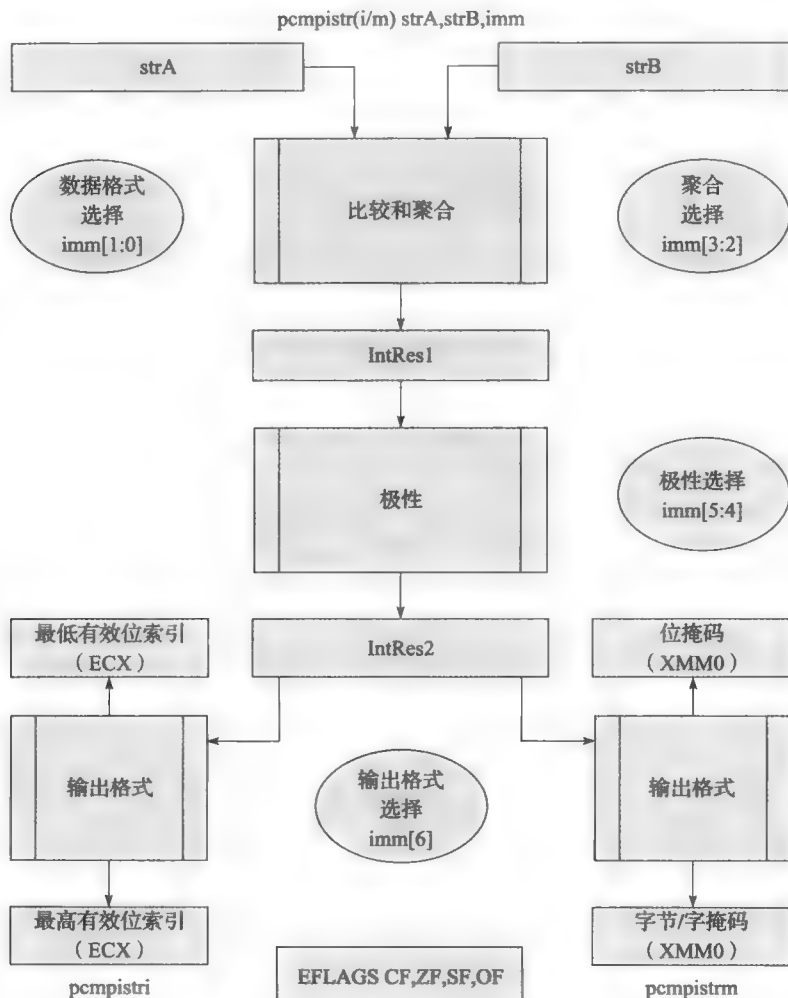 pcmpistr(i/m) strA,strB,imm
strA
strB
数据格式
选择
imm[1:0]
比较和聚合
聚合
选择
imm[3:2]
IntRes1
极性
极性选择
imm[5:4]
最低有效位索引
（ECX）
IntRes2
位掩码
（XMM0）
输出格式
输出格式
选择
imm[6]
输出格式
最高有效位索引
（ECX）
字节/字掩码
（XMM0）
pcmpistri
EFLAGS CF,ZF,SF,OF
pcmpistrm